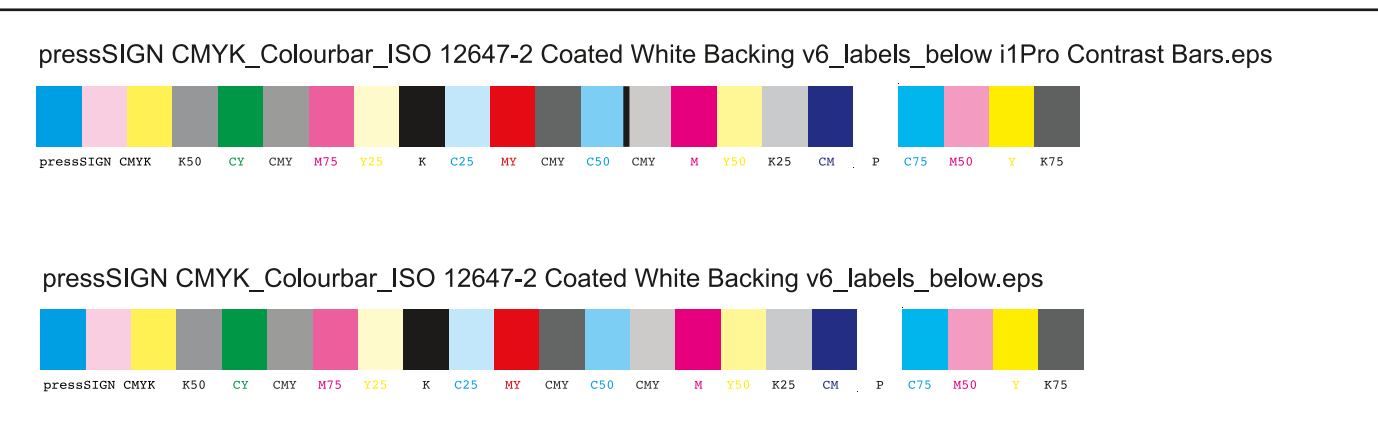 pressSIGN CMYK_Colourbar_ISO 12647-2 Coated White Backing v6_labels_below i1Pro Contrast Bars.eps
pressSIGN CMYK K50 CY CMY M75 Y25 K C25 MY CMY C50 CMY M Y50 K25 CM P C75 M50 Y K75
pressSIGN CMYK_Colourbar_ISO 12647-2 Coated White Backing v6_labels_below.eps
pressSIGN CMYK K50 CY CMY M75 Y25 K C25 MY CMY C50 CMY M Y50 K25 CM P C75 M50 Y K75